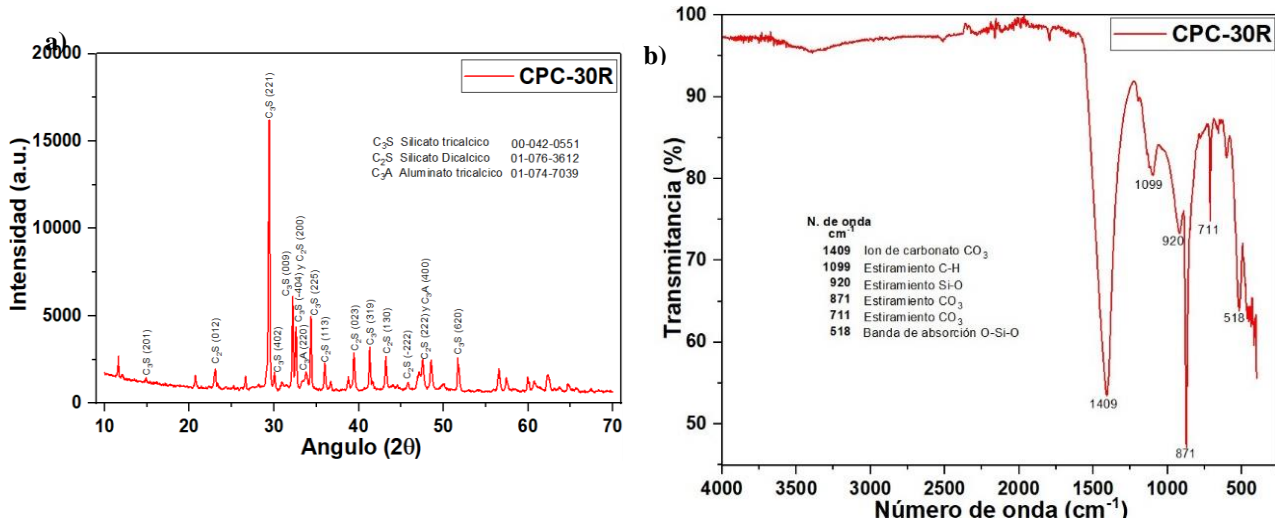 a)
CPC-30R
C₃S Silicato tricalcico 00-042-0551
C₂S Silicato Dicalcico 01-076-3612
C₃A Aluminato tricalcico 01-074-7039
C₃S (201)
C₂S (012)
C₃S (221)
C₃S (402)
C₃S (009)
C₃S (-404) y C₂S (200)
C₃A (220)
C₃S (225)
C₂S (113)
C₂S (023)
C₃S (319)
C₂S (130)
C₂S (-222)
C₂S (222) y C₃A (400)
C₃S (620)
Intensidad (a.u.)
20000
15000
10000
5000
0
10 20 30 40 50 60 70
Angulo (2θ)
b)
CPC-30R
Transmitancia (%)
100
90
80
70
60
50
N. de onda
cm⁻¹
1409 Ion de carbonato CO₃
1099 Estiramiento C-H
920 Estiramiento Si-O
871 Estiramiento CO₃
711 Estiramiento CO₃
518 Banda de absorción O-Si-O
1409
1099
920
871
711
518
4000 3500 3000 2500 2000 1500 1000 500
Número de onda (cm⁻¹)